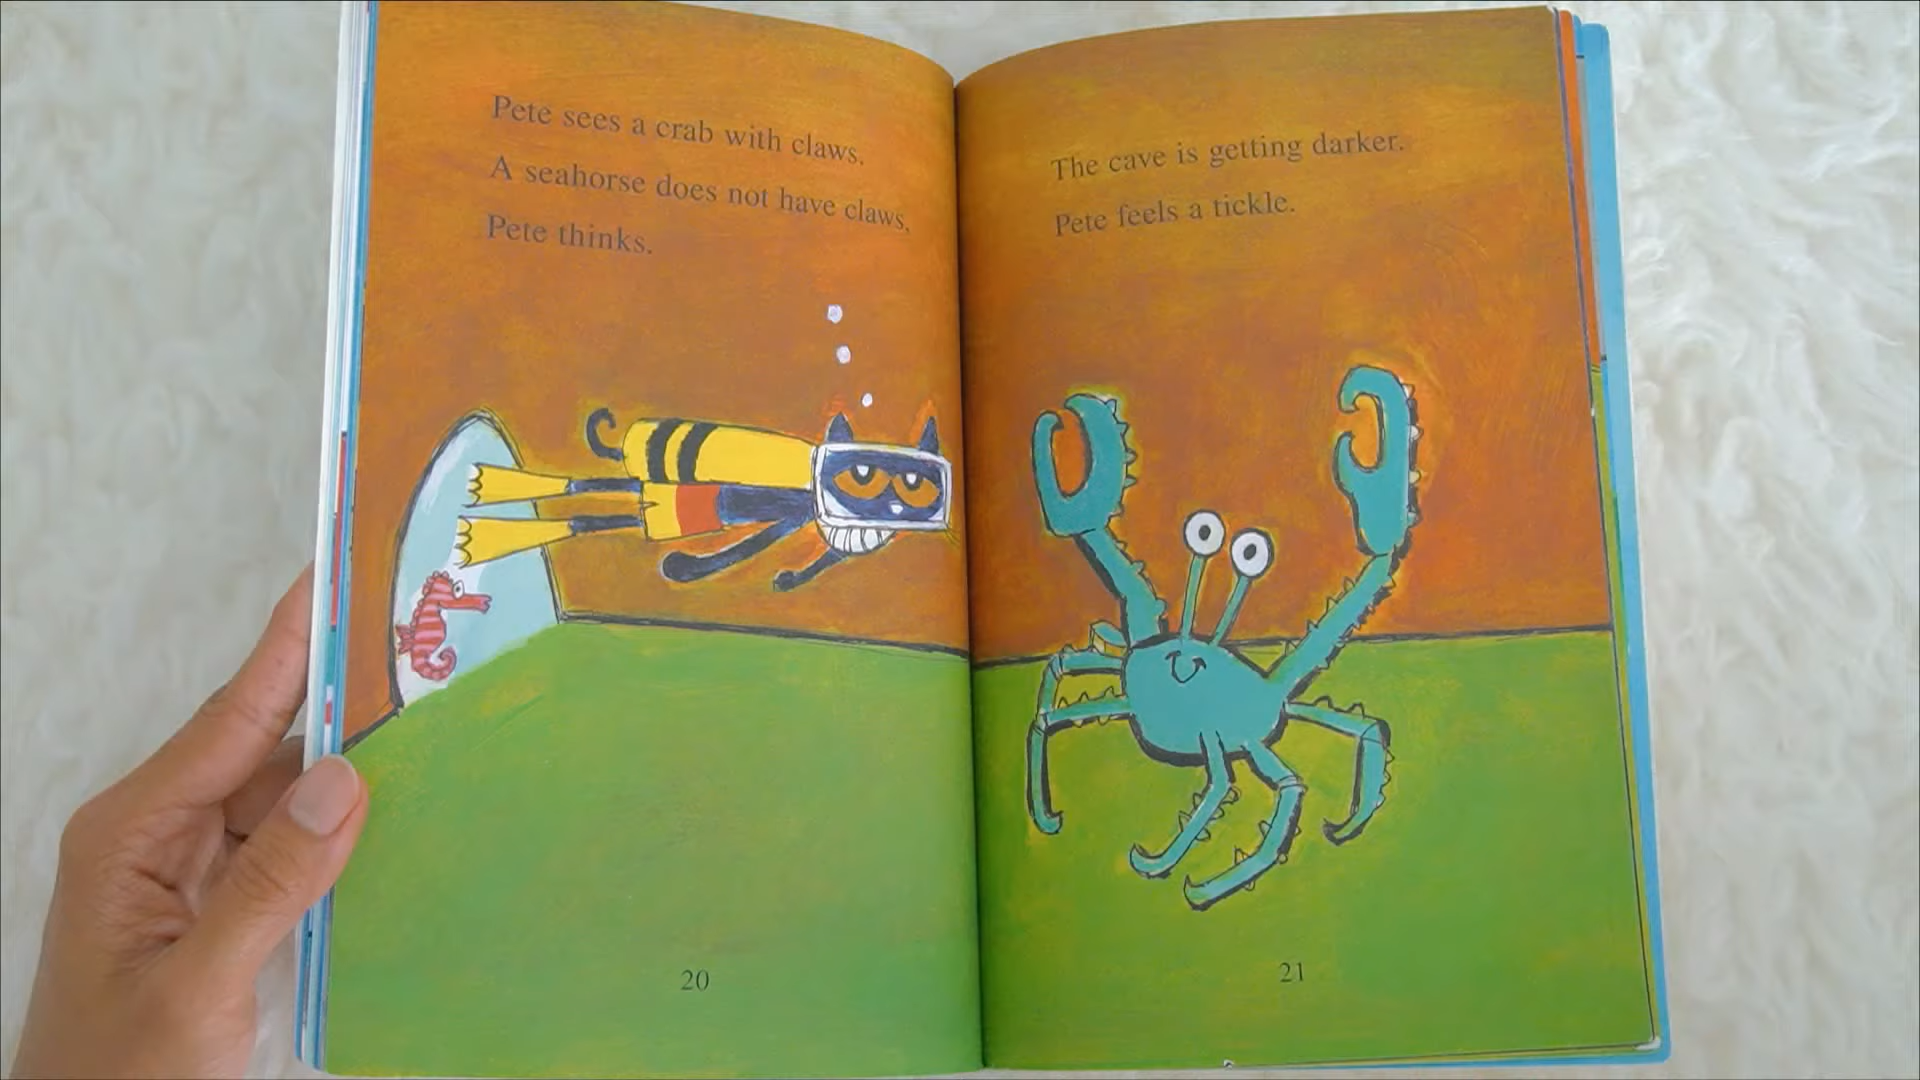 Pete sees a crab with claws.
A seahorse does not have claws,
Pete thinks.
20
The cave is getting darker.
Pete feels a tickle.
21